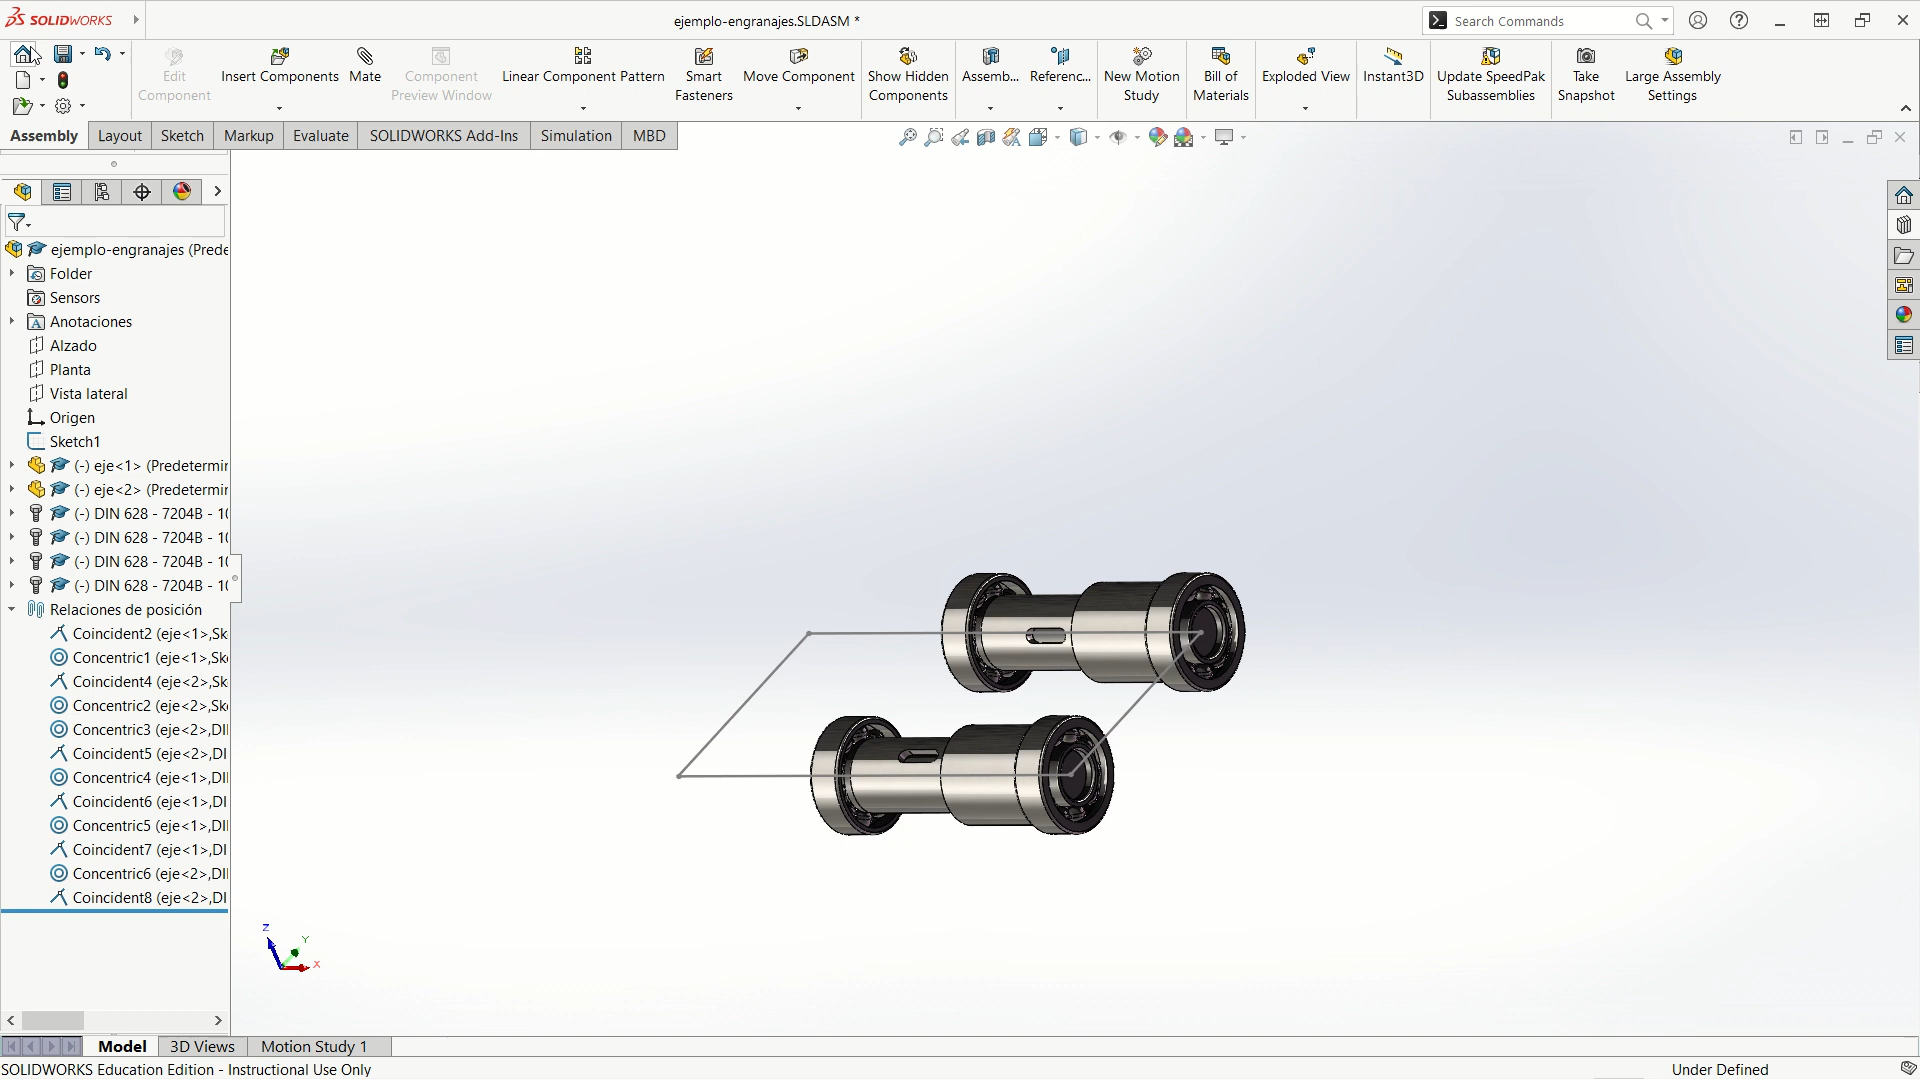 SOLIDWORKS
ejemplo-engranajes.SLDASM *
Search Commands
Edit Component
Insert Components
Mate
Component Preview Window
Linear Component Pattern
Smart Fasteners
Move Component
Show Hidden Components
Assemb...
Referenc...
New Motion Study
Bill of Materials
Exploded View
Instant3D
Update SpeedPak Subassemblies
Take Snapshot
Large Assembly Settings
Assembly
Layout
Sketch
Markup
Evaluate
SOLIDWORKS Add-Ins
Simulation
MBD
ejemplo-engranajes (Prede
Folder
Sensors
Anotaciones
Alzado
Planta
Vista lateral
Origen
Sketch1
(-) eje<1> (Predetermin
(-) eje<2> (Predetermin
(-) DIN 628 - 7204B - 10
(-) DIN 628 - 7204B - 10
(-) DIN 628 - 7204B - 10
(-) DIN 628 - 7204B - 10
Relaciones de posición
Coincident2 (eje<1>,Sk
Concentric1 (eje<1>,Sk
Coincident4 (eje<2>,Sk
Concentric2 (eje<2>,Sk
Concentric3 (eje<2>,DI
Coincident5 (eje<2>,DI
Concentric4 (eje<1>,DI
Coincident6 (eje<1>,DI
Concentric5 (eje<1>,DI
Coincident7 (eje<1>,DI
Concentric6 (eje<2>,DI
Coincident8 (eje<2>,DI
Z
Y
X
Model
3D Views
Motion Study 1
SOLIDWORKS Education Edition - Instructional Use Only
Under Defined